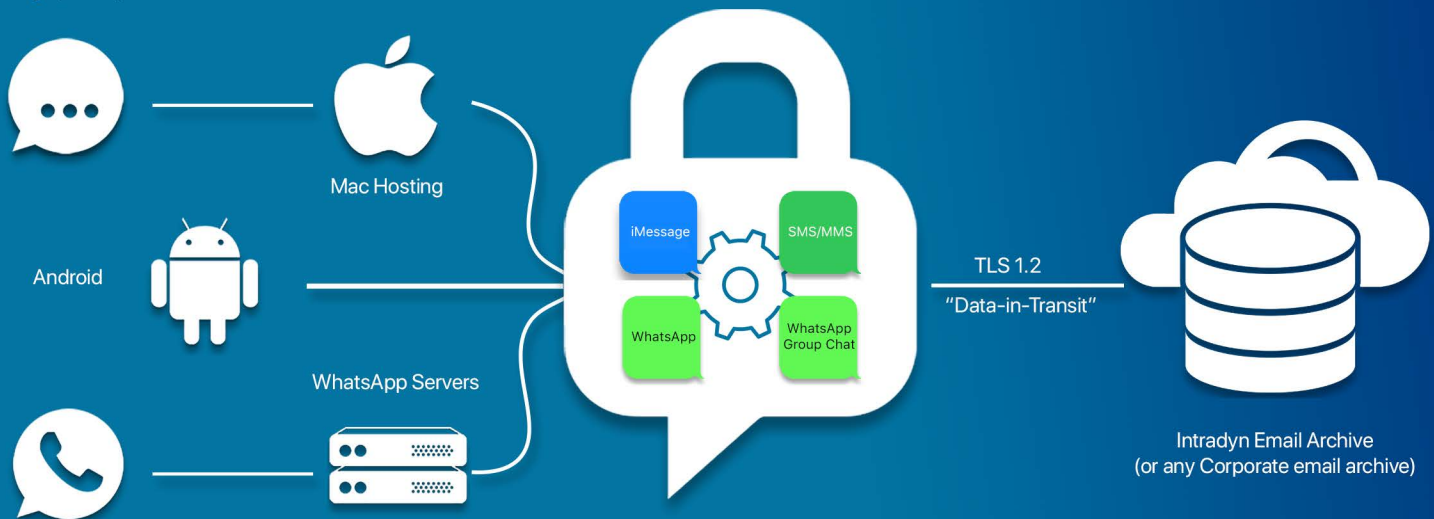 Mac Hosting
Android
WhatsApp Servers
iMessage
SMS/MMS
WhatsApp
WhatsApp
Group Chat
TLS 1.2
“Data-in-Transit”
Intradyn Email Archive
(or any Corporate email archive)